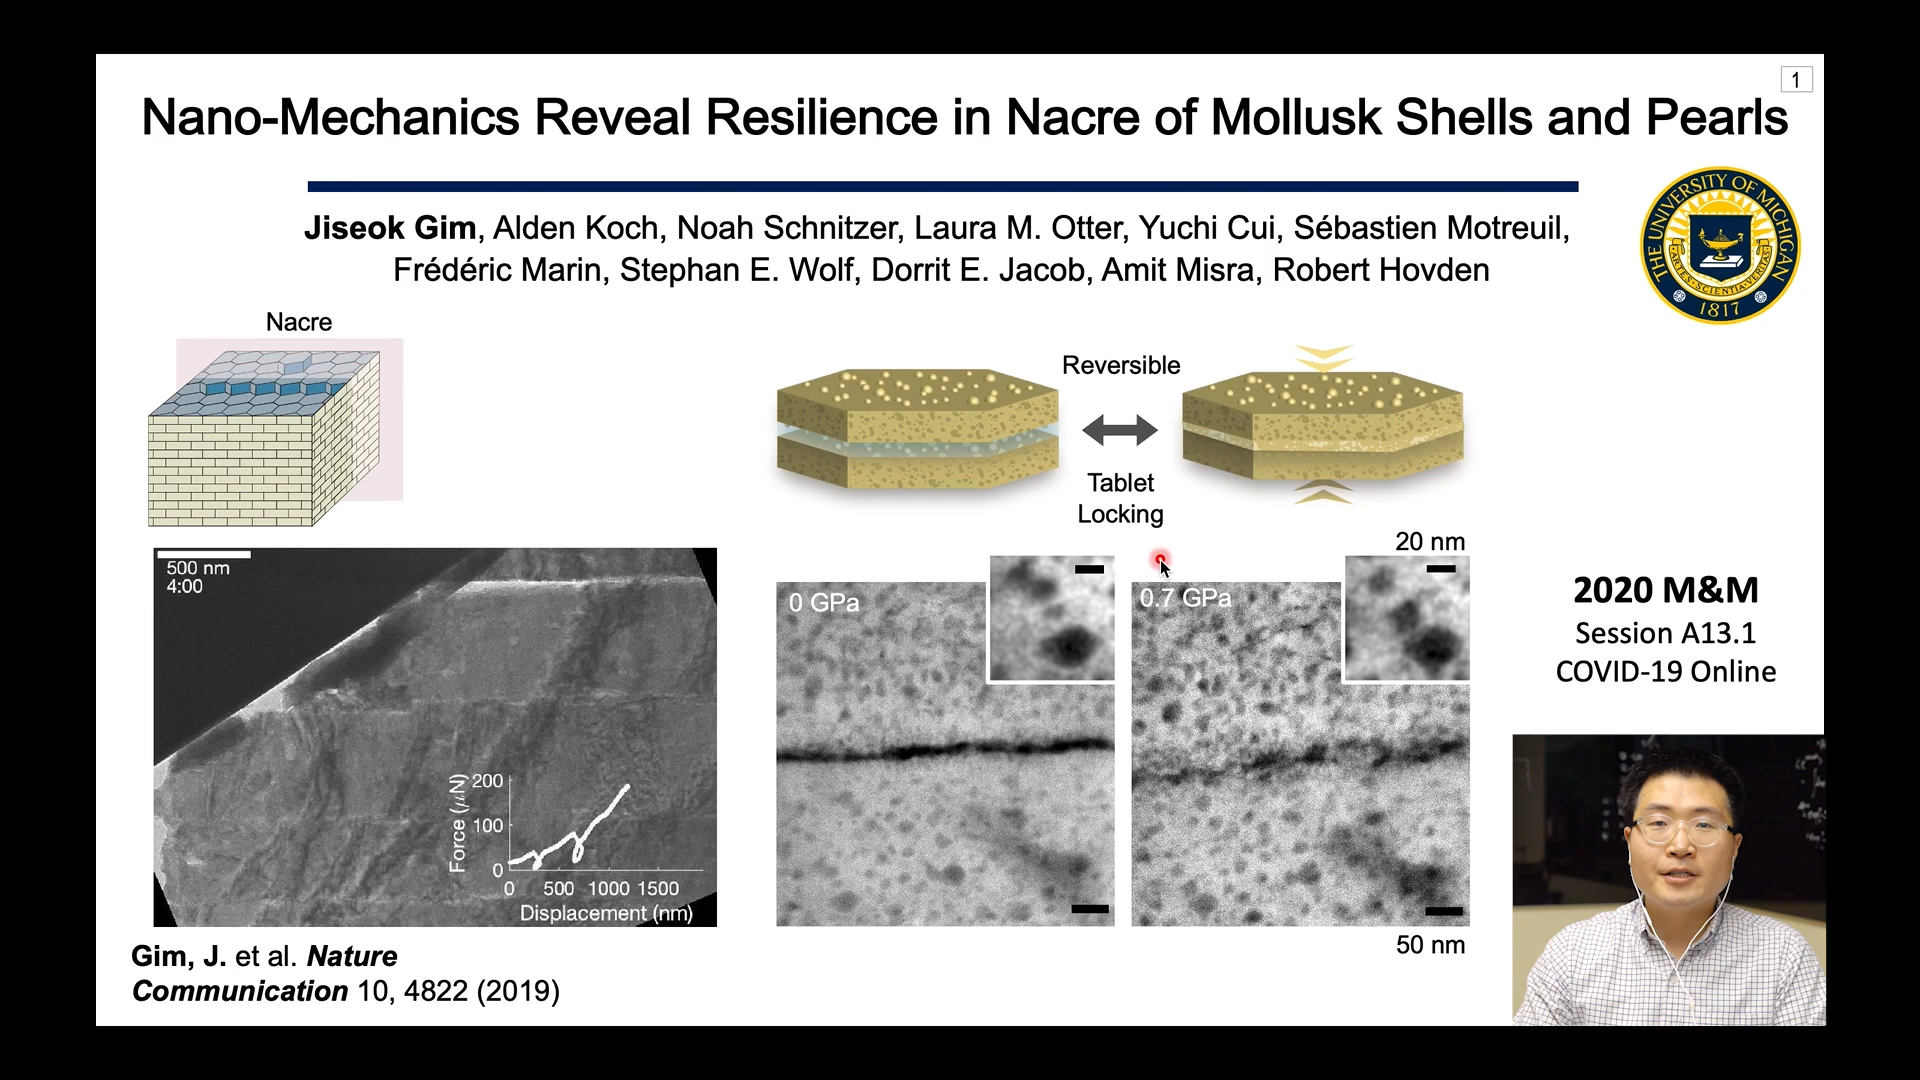 1
Nano-Mechanics Reveal Resilience in Nacre of Mollusk Shells and Pearls
Jiseok Gim, Alden Koch, Noah Schnitzer, Laura M. Otter, Yuchi Cui, Sébastien Motreuil,
Frédéric Marin, Stephan E. Wolf, Dorrit E. Jacob, Amit Misra, Robert Hovden
THE UNIVERSITY OF MICHIGAN
ARTES SCIENTIA VERITAS
1817
Nacre
Reversible
Tablet
Locking
20 nm
500 nm
4:00
0 GPa
0.7 GPa
Force (μN)
200
100
0
0 500 1000 1500
Displacement (nm)
50 nm
2020 M&M
Session A13.1
COVID-19 Online
Gim, J. et al. Nature
Communication 10, 4822 (2019)